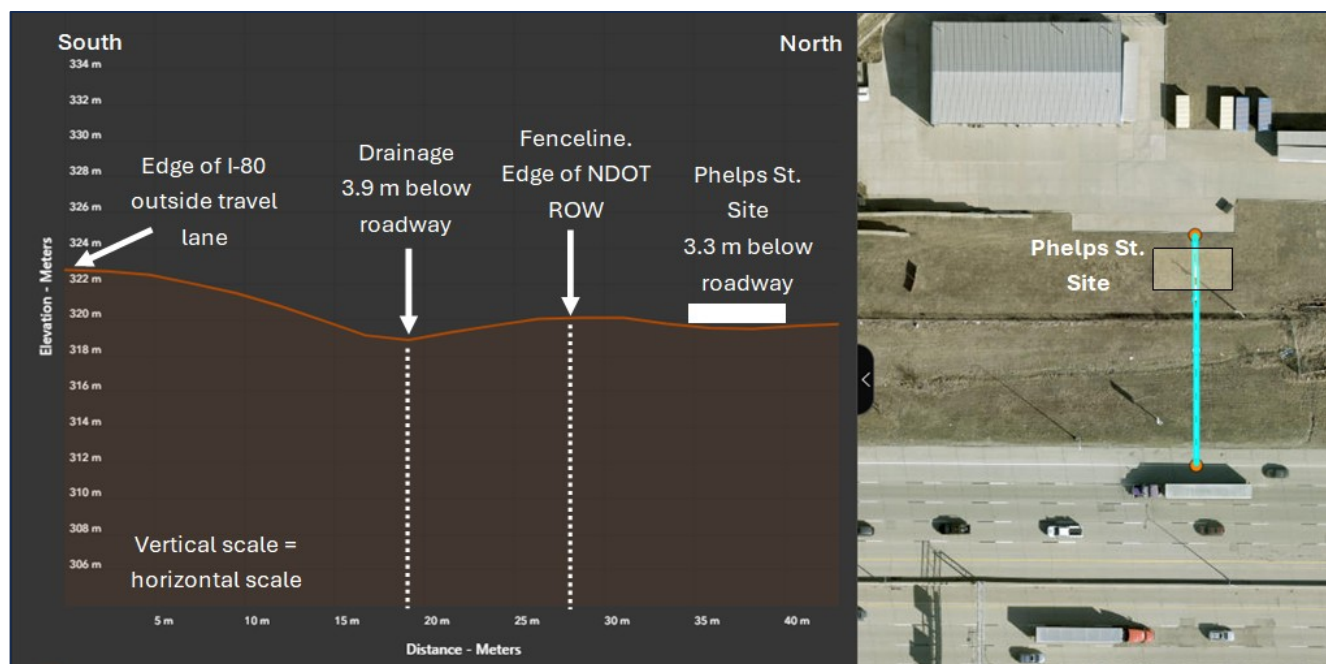 South
North
334 m
332 m
330 m
328 m
326 m
324 m
322 m
320 m
318 m
316 m
314 m
312 m
310 m
308 m
306 m
Elevation - Meters
Edge of I-80
outside travel
lane
Drainage
3.9 m below
roadway
Fenceline.
Edge of NDOT
ROW
Phelps St.
Site
3.3 m below
roadway
Vertical scale =
horizontal scale
5 m
10 m
15 m
20 m
25 m
30 m
35 m
40 m
Distance - Meters
Phelps St.
Site